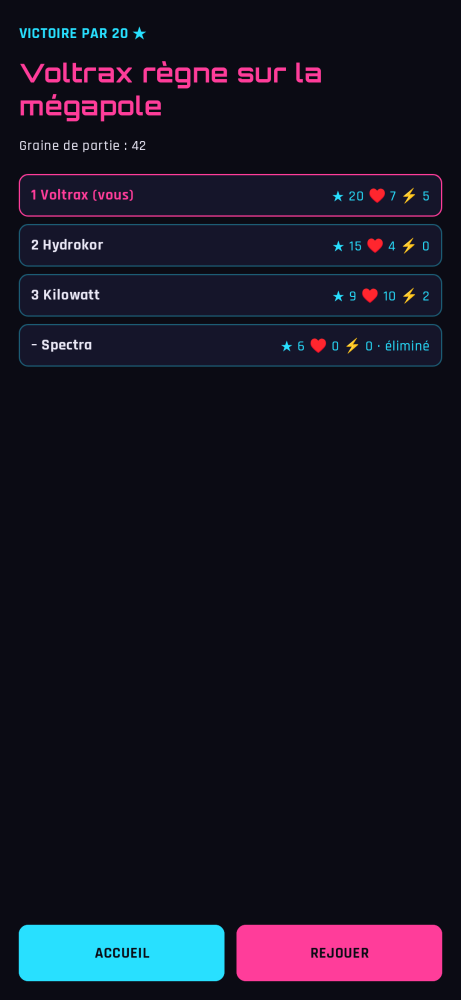 VICTOIRE PAR 20 ★
Voltrax règne sur la
mégapole
Graine de partie : 42
1 Voltrax (vous) ★ 20 ❤️ 7 ⚡ 5
2 Hydrokor ★ 15 ❤️ 4 ⚡ 0
3 Kilowatt ★ 9 ❤️ 10 ⚡ 2
– Spectra ★ 6 ❤️ 0 ⚡ 0 · éliminé
ACCUEIL REJOUER